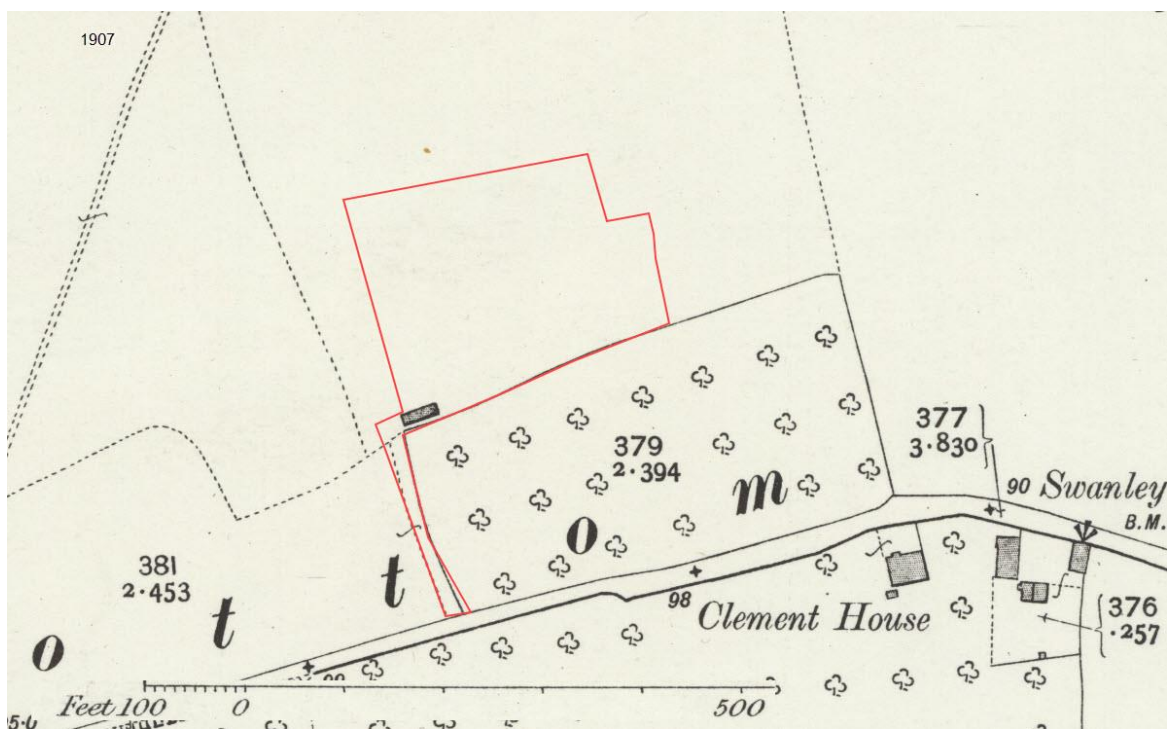 1907
377
3·830
90 Swanley
B.M.
379
2·394
m
o
381
2·453
t
t
o
98
Clement House
376
·257
Feet 100 0 500